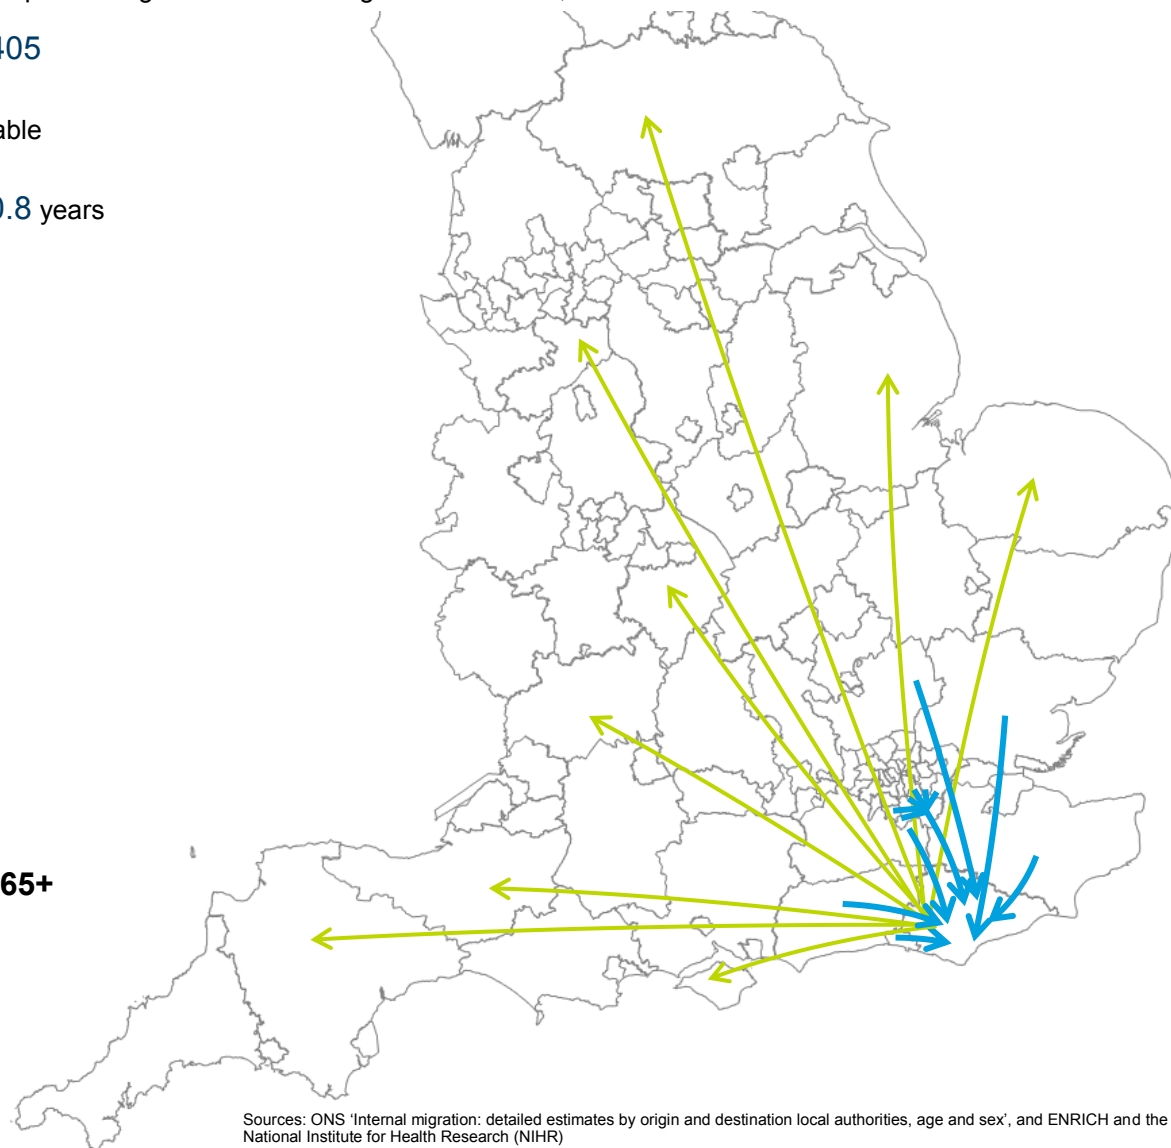 405
able
0.8 years
65+
Sources: ONS ‘Internal migration: detailed estimates by origin and destination local authorities, age and sex’, and ENRICH and the
National Institute for Health Research (NIHR)